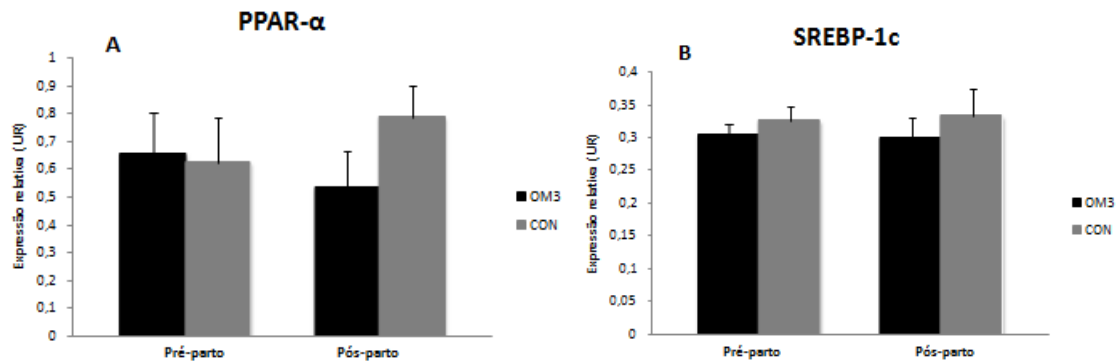 PPAR-α
A
Expressão relativa (UR)
1
0,9
0,8
0,7
0,6
0,5
0,4
0,3
0,2
0,1
0
Pré-parto
Pós-parto
OM3
CON
SREBP-1c
B
Expressão relativa (UR)
0,4
0,35
0,3
0,25
0,2
0,15
0,1
0,05
0
Pré-parto
Pós-parto
OM3
CON